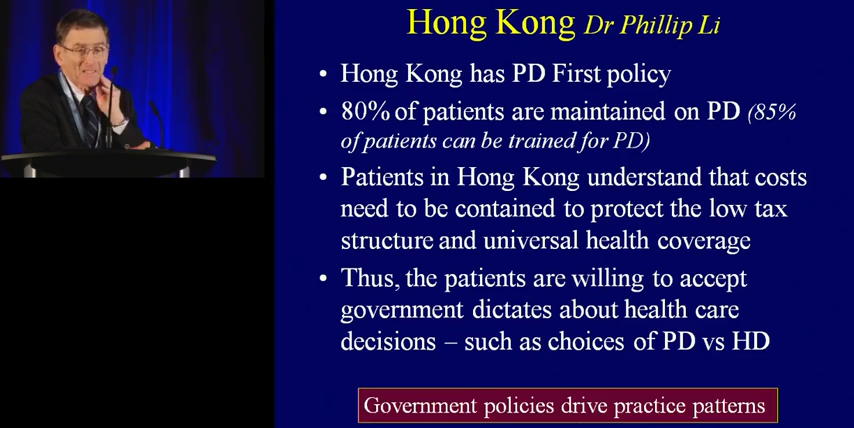 Hong Kong Dr Phillip Li
• Hong Kong has PD First policy
• 80% of patients are maintained on PD (85%
of patients can be trained for PD)
• Patients in Hong Kong understand that costs
need to be contained to protect the low tax
structure and universal health coverage
• Thus, the patients are willing to accept
government dictates about health care
decisions – such as choices of PD vs HD
Government policies drive practice patterns